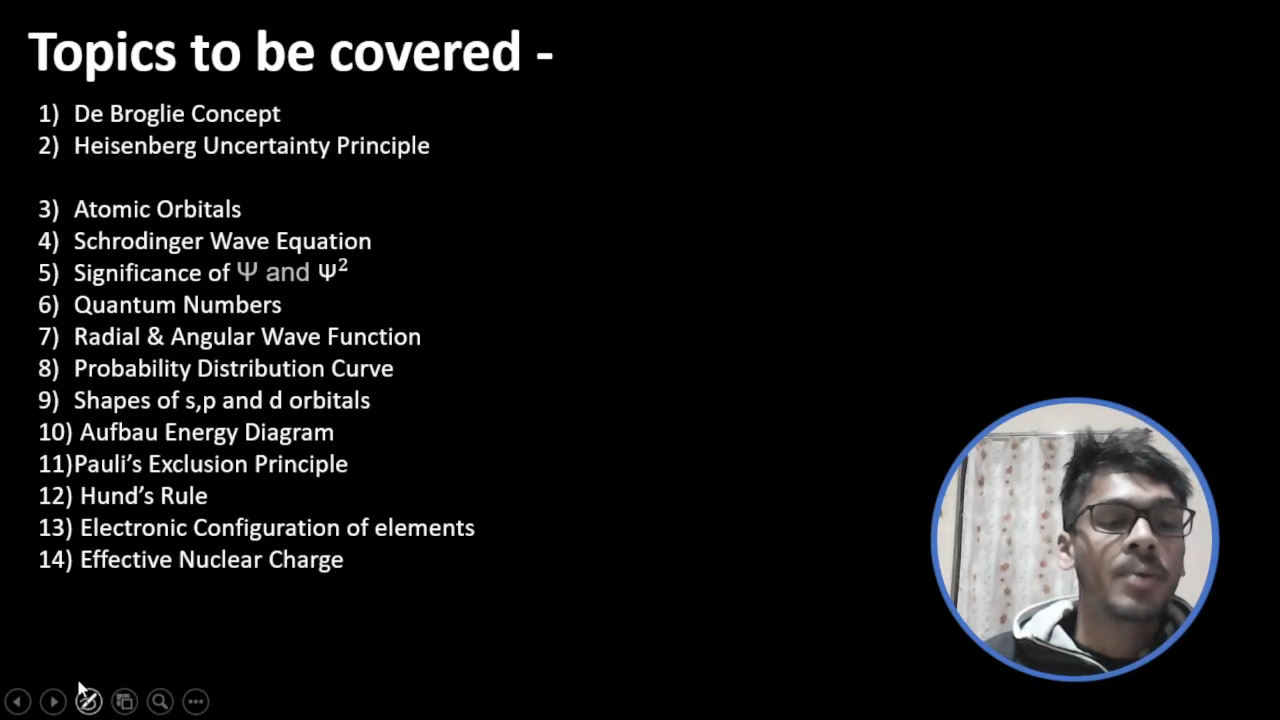 Topics to be covered -
1) De Broglie Concept
2) Heisenberg Uncertainty Principle
3) Atomic Orbitals
4) Schrodinger Wave Equation
5) Significance of Ψ and Ψ²
6) Quantum Numbers
7) Radial & Angular Wave Function
8) Probability Distribution Curve
9) Shapes of s,p and d orbitals
10) Aufbau Energy Diagram
11)Pauli’s Exclusion Principle
12) Hund’s Rule
13) Electronic Configuration of elements
14) Effective Nuclear Charge